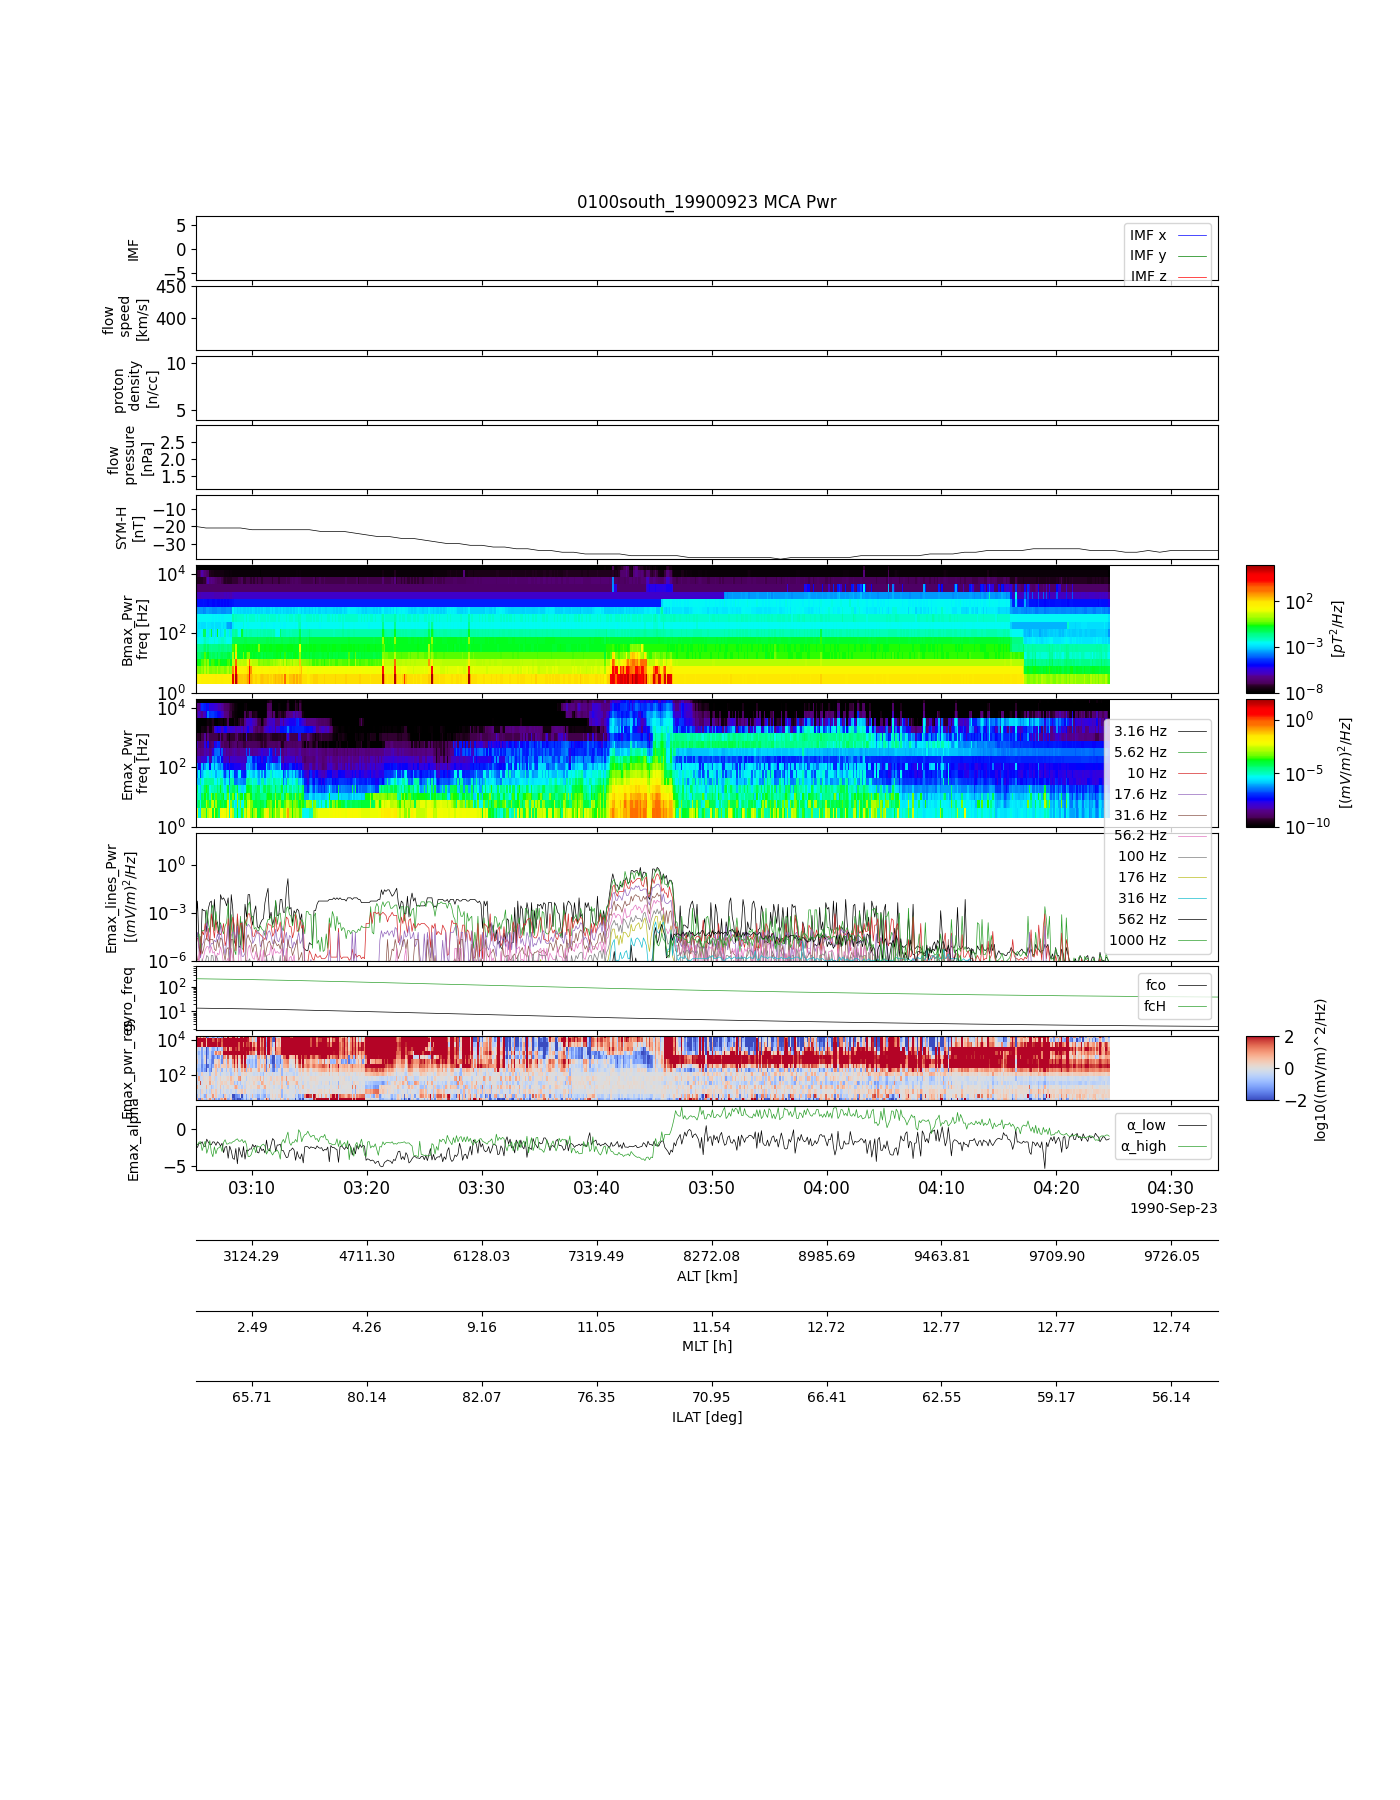 0100south_19900923 MCA Pwr
IMF
5
0
−5
IMF x
IMF y
IMF z
flow
speed
[km/s]
450
400
proton
density
[n/cc]
10
5
flow
pressure
[nPa]
2.5
2.0
1.5
SYM-H
[nT]
−10
−20
−30
Bmax_Pwr
freq [Hz]
10^4
10^2
10^0
10^2
10^−3
10^−8
[pT^2/Hz]
Emax_Pwr
freq [Hz]
10^4
10^2
10^0
10^0
10^−5
10^−10
[(mV/m)^2/Hz]
3.16 Hz
5.62 Hz
10 Hz
17.6 Hz
31.6 Hz
56.2 Hz
100 Hz
176 Hz
316 Hz
562 Hz
1000 Hz
Emax_lines_Pwr
[(mV/m)^2/Hz]
10^0
10^−3
10^−6
gyro_freq
10^2
10^1
fco
fcH
Emax_pwr_reg
10^4
10^2
2
0
−2
log10((mV/m)^2/Hz)
Emax_alpha
0
−5
α_low
α_high
03:10 03:20 03:30 03:40 03:50 04:00 04:10 04:20 04:30
1990-Sep-23
3124.29 4711.30 6128.03 7319.49 8272.08 8985.69 9463.81 9709.90 9726.05
ALT [km]
2.49 4.26 9.16 11.05 11.54 12.72 12.77 12.77 12.74
MLT [h]
65.71 80.14 82.07 76.35 70.95 66.41 62.55 59.17 56.14
ILAT [deg]